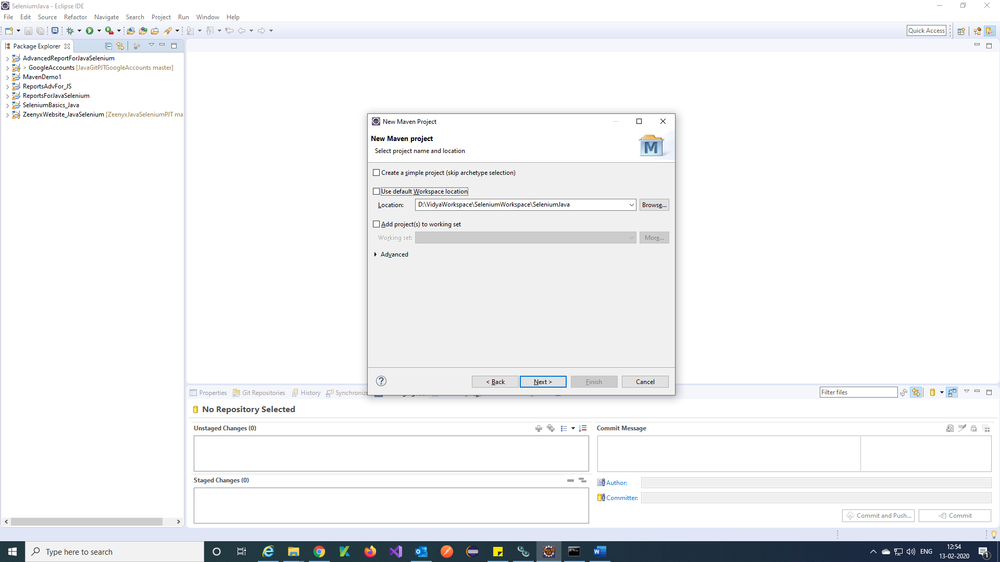 SeleniumJava - Eclipse IDE
File Edit Source Refactor Navigate Search Project Run Window Help
Quick Access
Package Explorer
AdvancedReportForJavaSelenium
> GoogleAccounts [JavaGitPJTGoogleAccounts master]
MavenDemo1
ReportsAdvFor_JS
ReportsForJavaSelenium
SeleniumBasics_Java
ZeenyxWebsite_JavaSelenium [ZeenyxJavaSeleniumPJT ma
New Maven Project
New Maven project
Select project name and location
Create a simple project (skip archetype selection)
Use default Workspace location
Location: D:\VidyaWorkspace\SeleniumWorkspace\SeleniumJava Browse...
Add project(s) to working set
Working set: More...
Advanced
< Back Next > Finish Cancel
Properties Git Repositories History Synchronize
Filter files
No Repository Selected
Unstaged Changes (0)
Commit Message
Staged Changes (0)
Author:
Committer:
Commit and Push... Commit
Type here to search
ENG
12:54
13-02-2020
1